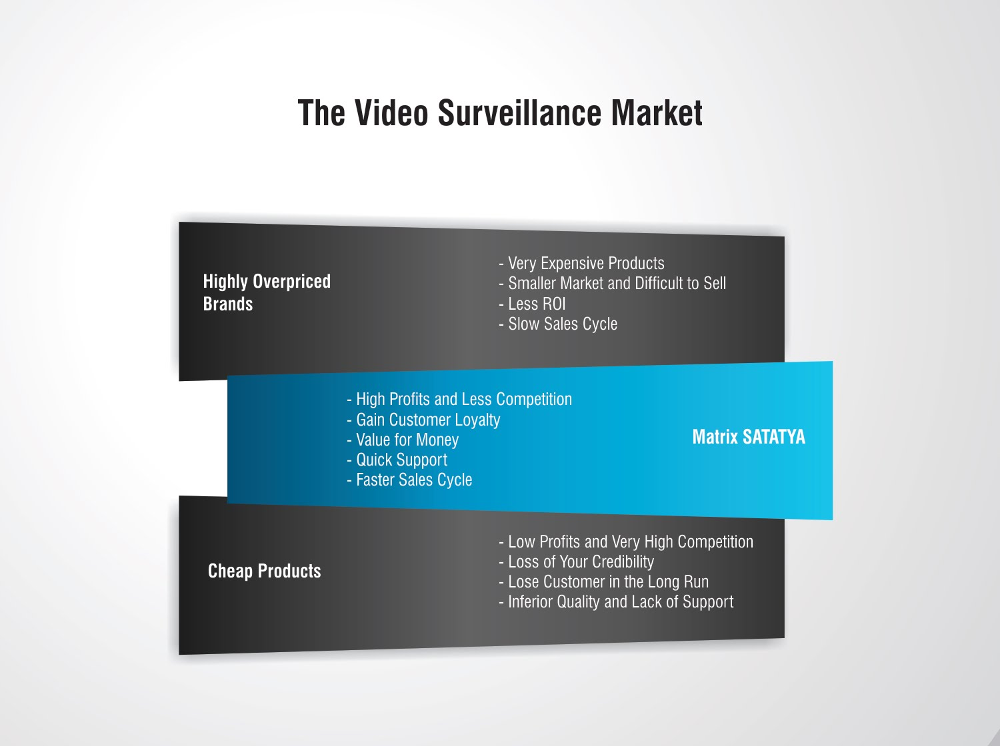 The Video Surveillance Market
Highly Overpriced
Brands
- Very Expensive Products
- Smaller Market and Difficult to Sell
- Less ROI
- Slow Sales Cycle
- High Profits and Less Competition
- Gain Customer Loyalty
- Value for Money
- Quick Support
- Faster Sales Cycle
Matrix SATATYA
Cheap Products
- Low Profits and Very High Competition
- Loss of Your Credibility
- Lose Customer in the Long Run
- Inferior Quality and Lack of Support